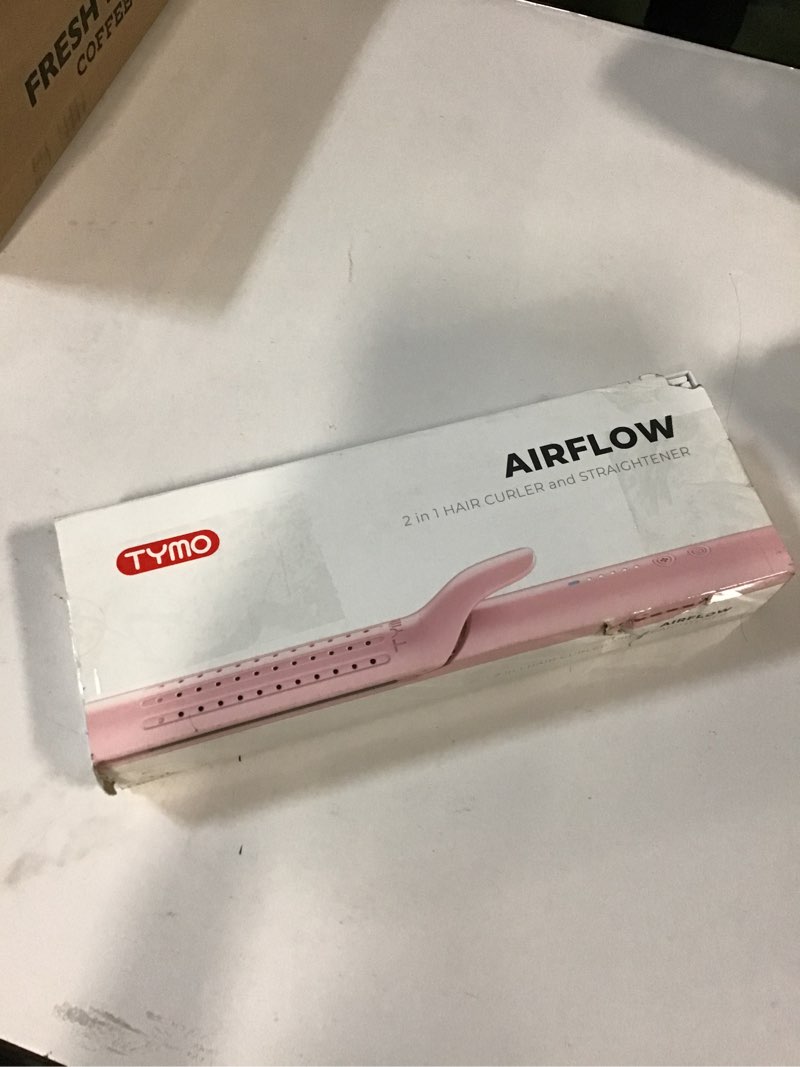 FRESH
COFFEE
AIRFLOW
2 in 1 HAIR CURLER and STRAIGHTENER
TYMO
AIRFLOW